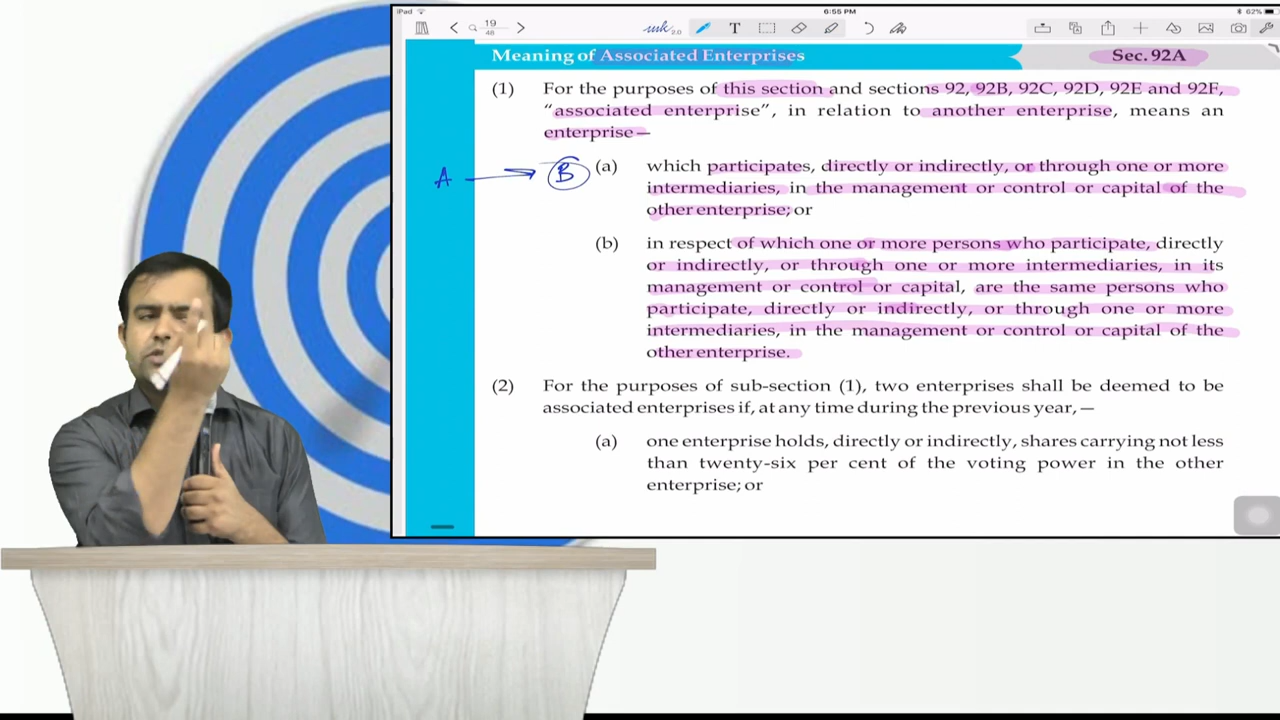 iPad
6:55 PM
62%
19
48
T
Meaning of Associated Enterprises
Sec. 92A
(1) For the purposes of this section and sections 92, 92B, 92C, 92D, 92E and 92F,
“associated enterprise”, in relation to another enterprise, means an
enterprise—
A B (a) which participates, directly or indirectly, or through one or more
intermediaries, in the management or control or capital of the
other enterprise; or
(b) in respect of which one or more persons who participate, directly
or indirectly, or through one or more intermediaries, in its
management or control or capital, are the same persons who
participate, directly or indirectly, or through one or more
intermediaries, in the management or control or capital of the
other enterprise.
(2) For the purposes of sub-section (1), two enterprises shall be deemed to be
associated enterprises if, at any time during the previous year, —
(a) one enterprise holds, directly or indirectly, shares carrying not less
than twenty-six per cent of the voting power in the other
enterprise; or